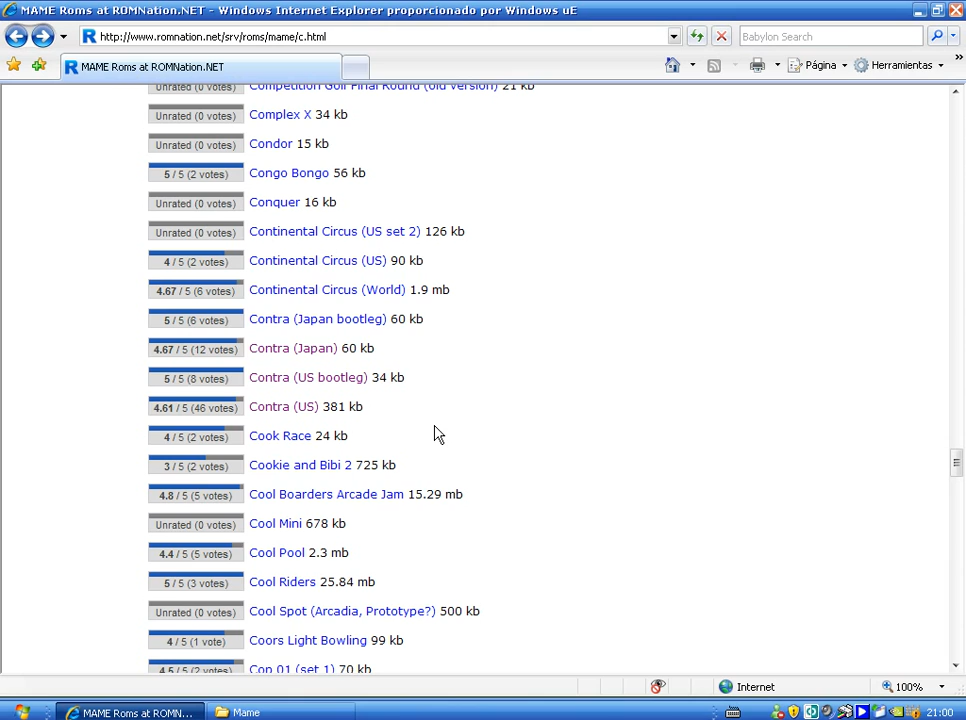 MAME Roms at ROMNation.NET - Windows Internet Explorer proporcionado por Windows uE
http://www.romnation.net/srv/roms/mame/c.html
Babylon Search
MAME Roms at ROMNation.NET
Página
Herramientas
»
Unrated (0 votes) Competition Golf Final Round (old version) 21 kb
Unrated (0 votes) Complex X 34 kb
Unrated (0 votes) Condor 15 kb
5 / 5 (2 votes) Congo Bongo 56 kb
Unrated (0 votes) Conquer 16 kb
Unrated (0 votes) Continental Circus (US set 2) 126 kb
4 / 5 (2 votes) Continental Circus (US) 90 kb
4.67 / 5 (6 votes) Continental Circus (World) 1.9 mb
5 / 5 (6 votes) Contra (Japan bootleg) 60 kb
4.67 / 5 (12 votes) Contra (Japan) 60 kb
5 / 5 (8 votes) Contra (US bootleg) 34 kb
4.61 / 5 (46 votes) Contra (US) 381 kb
4 / 5 (2 votes) Cook Race 24 kb
3 / 5 (2 votes) Cookie and Bibi 2 725 kb
4.8 / 5 (5 votes) Cool Boarders Arcade Jam 15.29 mb
Unrated (0 votes) Cool Mini 678 kb
4.4 / 5 (5 votes) Cool Pool 2.3 mb
5 / 5 (3 votes) Cool Riders 25.84 mb
Unrated (0 votes) Cool Spot (Arcadia, Prototype?) 500 kb
4 / 5 (1 vote) Coors Light Bowling 99 kb
4.5 / 5 (2 votes) Cop 01 (set 1) 70 kb
Internet
100%
MAME Roms at ROMN...
Mame
21:00